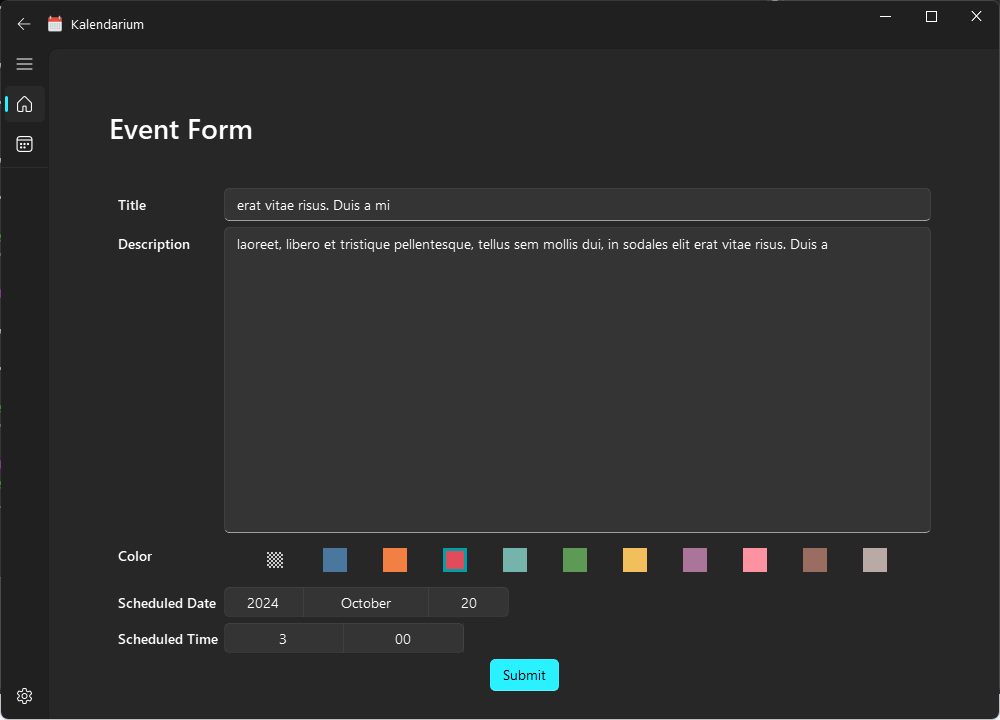 Kalendarium
Event Form
Title
erat vitae risus. Duis a mi
Description
laoreet, libero et tristique pellentesque, tellus sem mollis dui, in sodales elit erat vitae risus. Duis a
Color
Scheduled Date 2024 October 20
Scheduled Time 3 00
Submit